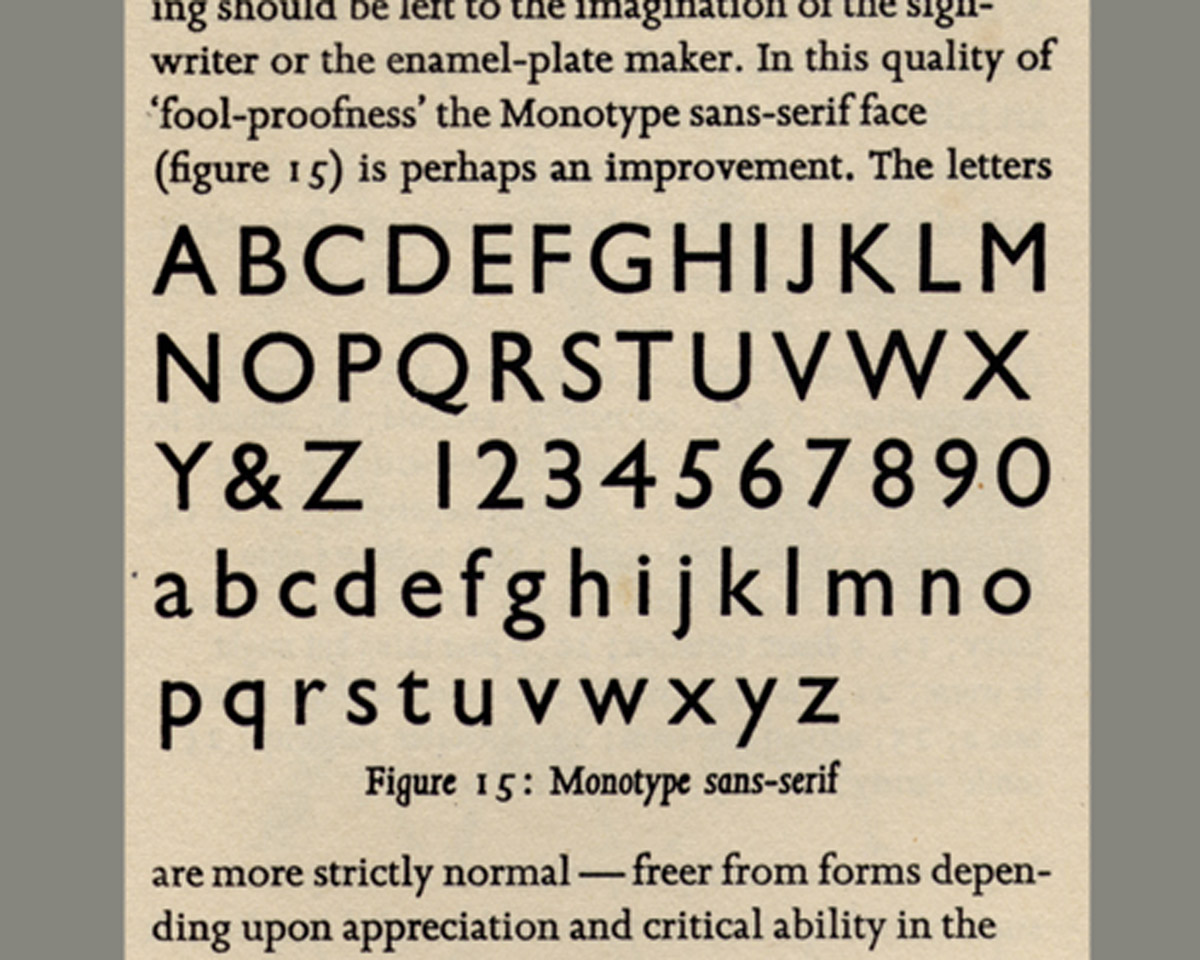 ing should be left to the imagination of the sign-
writer or the enamel-plate maker. In this quality of
‘fool-proofness’ the Monotype sans-serif face
(figure 15) is perhaps an improvement. The letters
ABCDEFGHIJKLM
NOPQRSTUVWX
Y&Z 1234567890
abcdefghijklmno
pqrstuvwxyz
Figure 15: Monotype sans-serif
are more strictly normal — freer from forms depen-
ding upon appreciation and critical ability in the